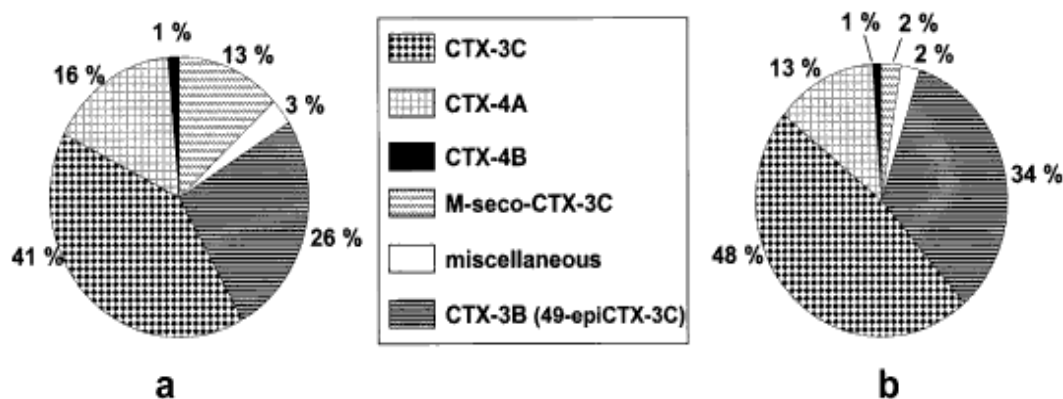 1 %
13 %
16 %
3 %
41 %
26 %
a
CTX-3C
CTX-4A
CTX-4B
M-seco-CTX-3C
miscellaneous
CTX-3B (49-epiCTX-3C)
1 %
2 %
2 %
13 %
34 %
48 %
b